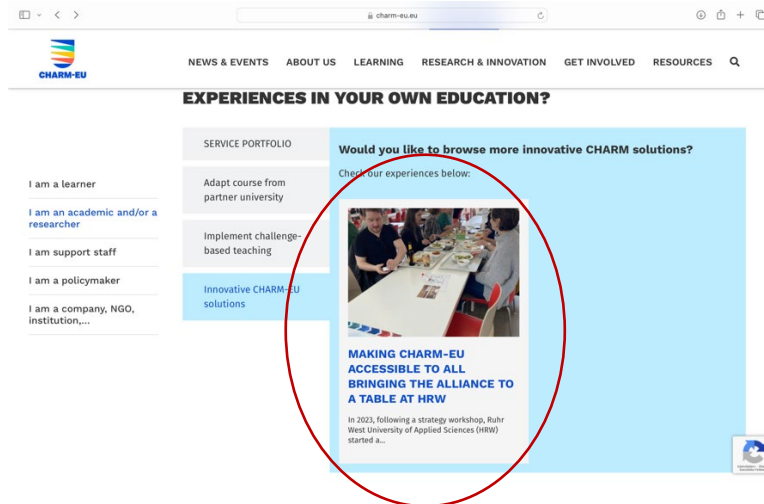 charm-eu.eu
CHARM-EU
NEWS & EVENTS ABOUT US LEARNING RESEARCH & INNOVATION GET INVOLVED RESOURCES
EXPERIENCES IN YOUR OWN EDUCATION?
I am a learner
I am an academic and/or a
researcher
I am support staff
I am a policymaker
I am a company, NGO,
institution,...
SERVICE PORTFOLIO
Adapt course from
partner university
Implement challenge-
based teaching
Innovative CHARM-EU
solutions
Would you like to browse more innovative CHARM solutions?
Check our experiences below:
MAKING CHARM-EU
ACCESSIBLE TO ALL
BRINGING THE ALLIANCE TO
A TABLE AT HRW
In 2023, following a strategy workshop, Ruhr
West University of Applied Sciences (HRW)
started a...